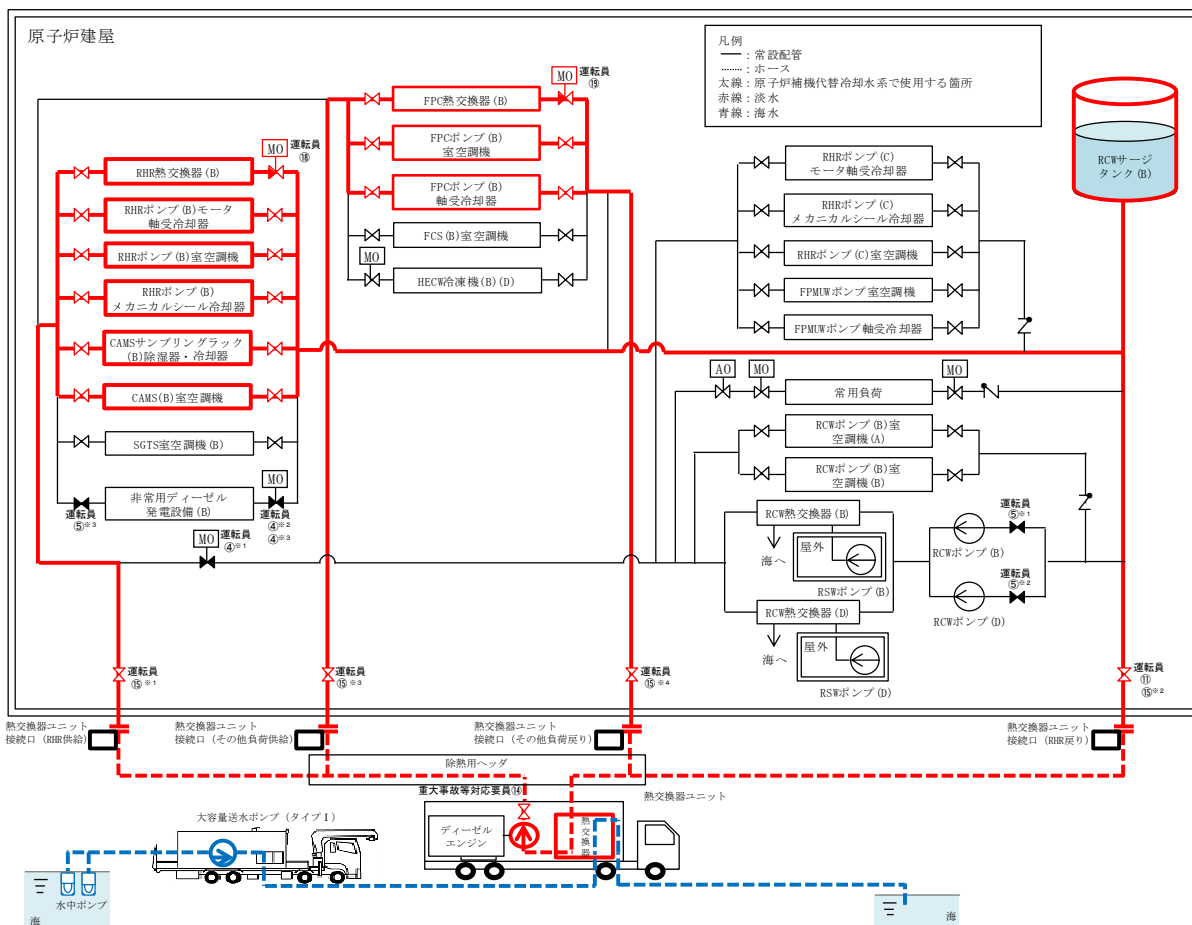 原子炉建屋
凡例
――：常設配管
┈┈：ホース
太線：原子炉補機代替冷却水系で使用する箇所
赤線：淡水
青線：海水
MO
運転員
⑲
FPC熱交換器(B)
FPCポンプ(B)
室空調機
FPCポンプ(B)
軸受冷却器
FCS(B)室空調機
MO
HECW冷凍機(B)(D)
MO
運転員
⑱
RHR熱交換器(B)
RHRポンプ(B)モータ
軸受冷却器
RHRポンプ(B)室空調機
RHRポンプ(B)
メカニカルシール冷却器
CAMSサンプリングラック
(B)除湿器・冷却器
CAMS(B)室空調機
SGTS室空調機(B)
MO
非常用ディーゼル
発電設備(B)
運転員
⑤※3
運転員
④※2
④※3
MO
運転員
④※1
RHRポンプ(C)
モータ軸受冷却器
RHRポンプ(C)
メカニカルシール冷却器
RHRポンプ(C)室空調機
FPMUWポンプ室空調機
FPMUWポンプ軸受冷却器
RCWサージ
タンク(B)
AO
MO
MO
常用負荷
RCWポンプ(B)室
空調機(A)
RCWポンプ(B)室
空調機(B)
RCW熱交換器(B)
海へ
屋外
RSWポンプ(B)
RCW熱交換器(D)
海へ
屋外
RSWポンプ(D)
運転員
⑤※1
RCWポンプ(B)
運転員
⑤※2
RCWポンプ(D)
運転員
⑮※1
運転員
⑮※3
運転員
⑮※4
運転員
⑪
⑮※2
熱交換器ユニット
接続口(RHR供給)
熱交換器ユニット
接続口(その他負荷供給)
熱交換器ユニット
接続口(その他負荷戻り)
熱交換器ユニット
接続口(RHR戻り)
除熱用ヘッダ
重大事故等対応要員⑭
熱交換器ユニット
大容量送水ポンプ(タイプⅠ)
ディーゼル
エンジン
熱交換器
水中ポンプ
海
海